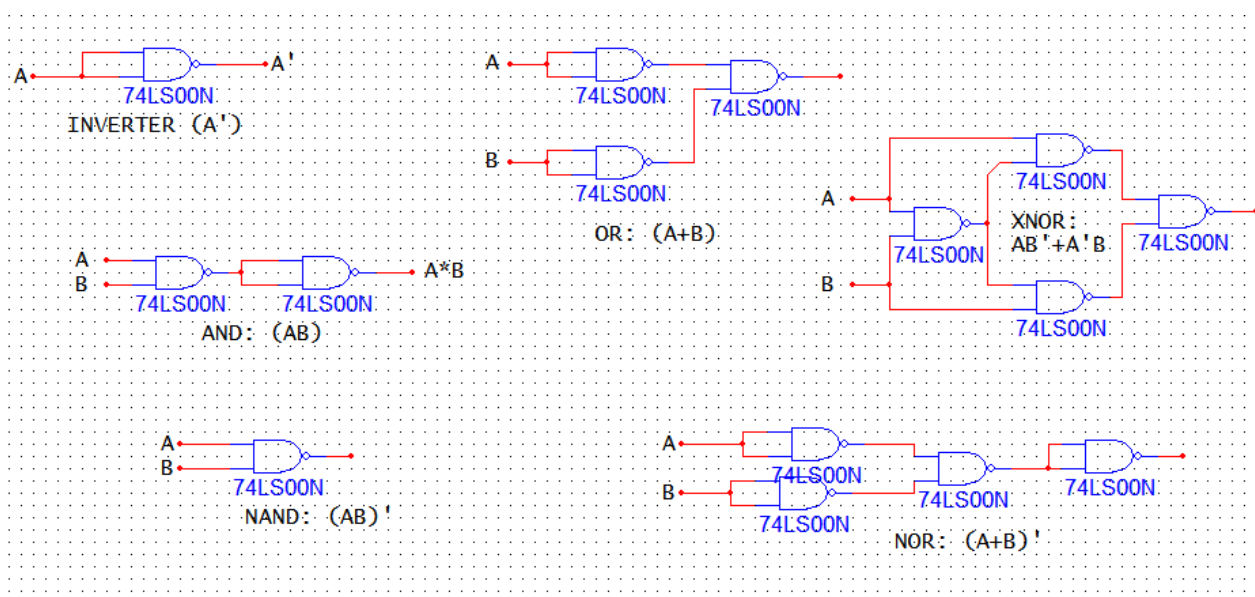 A
A'
74LS00N
INVERTER (A')
A
74LS00N
74LS00N
B
74LS00N
OR: (A+B)
A
74LS00N
XNOR:
AB'+A'B
74LS00N
74LS00N
B
74LS00N
A
B
A*B
74LS00N
74LS00N
AND: (AB)
A
B
74LS00N
NAND: (AB)'
A
74LS00N
B
74LS00N
74LS00N
74LS00N
NOR: (A+B)'